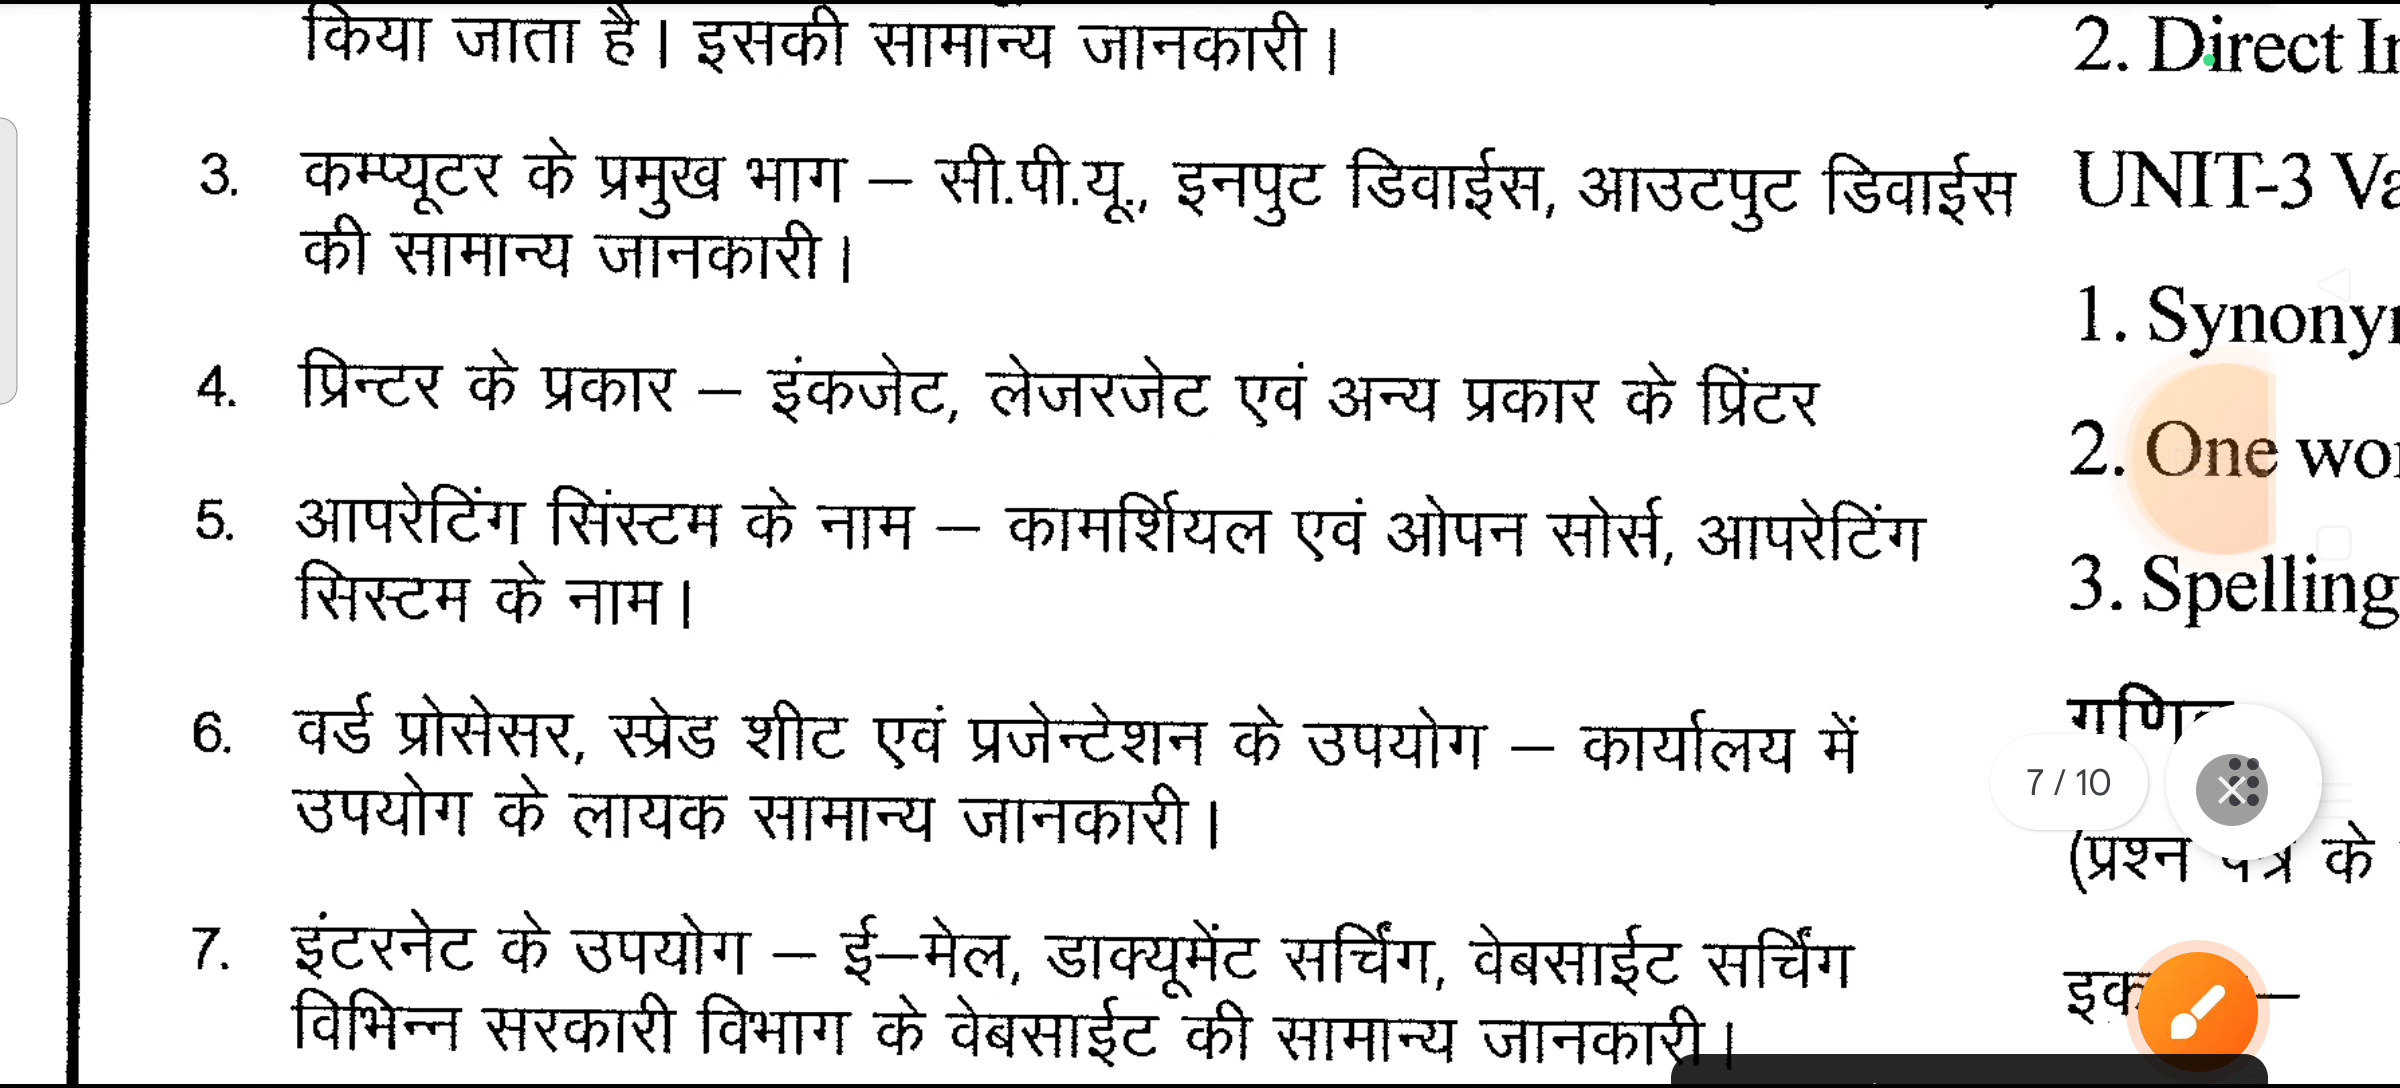 किया जाता है। इसकी सामान्य जानकारी।
3. कम्प्यूटर के प्रमुख भाग – सी.पी.यू., इनपुट डिवाईस, आउटपुट डिवाईस
की सामान्य जानकारी।
4. प्रिन्टर के प्रकार – इंकजेट, लेजरजेट एवं अन्य प्रकार के प्रिंटर
5. आपरेटिंग सिंस्टम के नाम – कामर्शियल एवं ओपन सोर्स, आपरेटिंग
सिस्टम के नाम।
6. वर्ड प्रोसेसर, स्प्रेड शीट एवं प्रजेन्टेशन के उपयोग – कार्यालय में
उपयोग के लायक सामान्य जानकारी।
7. इंटरनेट के उपयोग – ई–मेल, डाक्यूमेंट सर्चिंग, वेबसाईट सर्चिंग
विभिन्न सरकारी विभाग के वेबसाईट की सामान्य जानकारी।
2. Direct
UNIT-3
1.
2. One
3. Spelling
7 / 10
(प्रश्न पत्र के